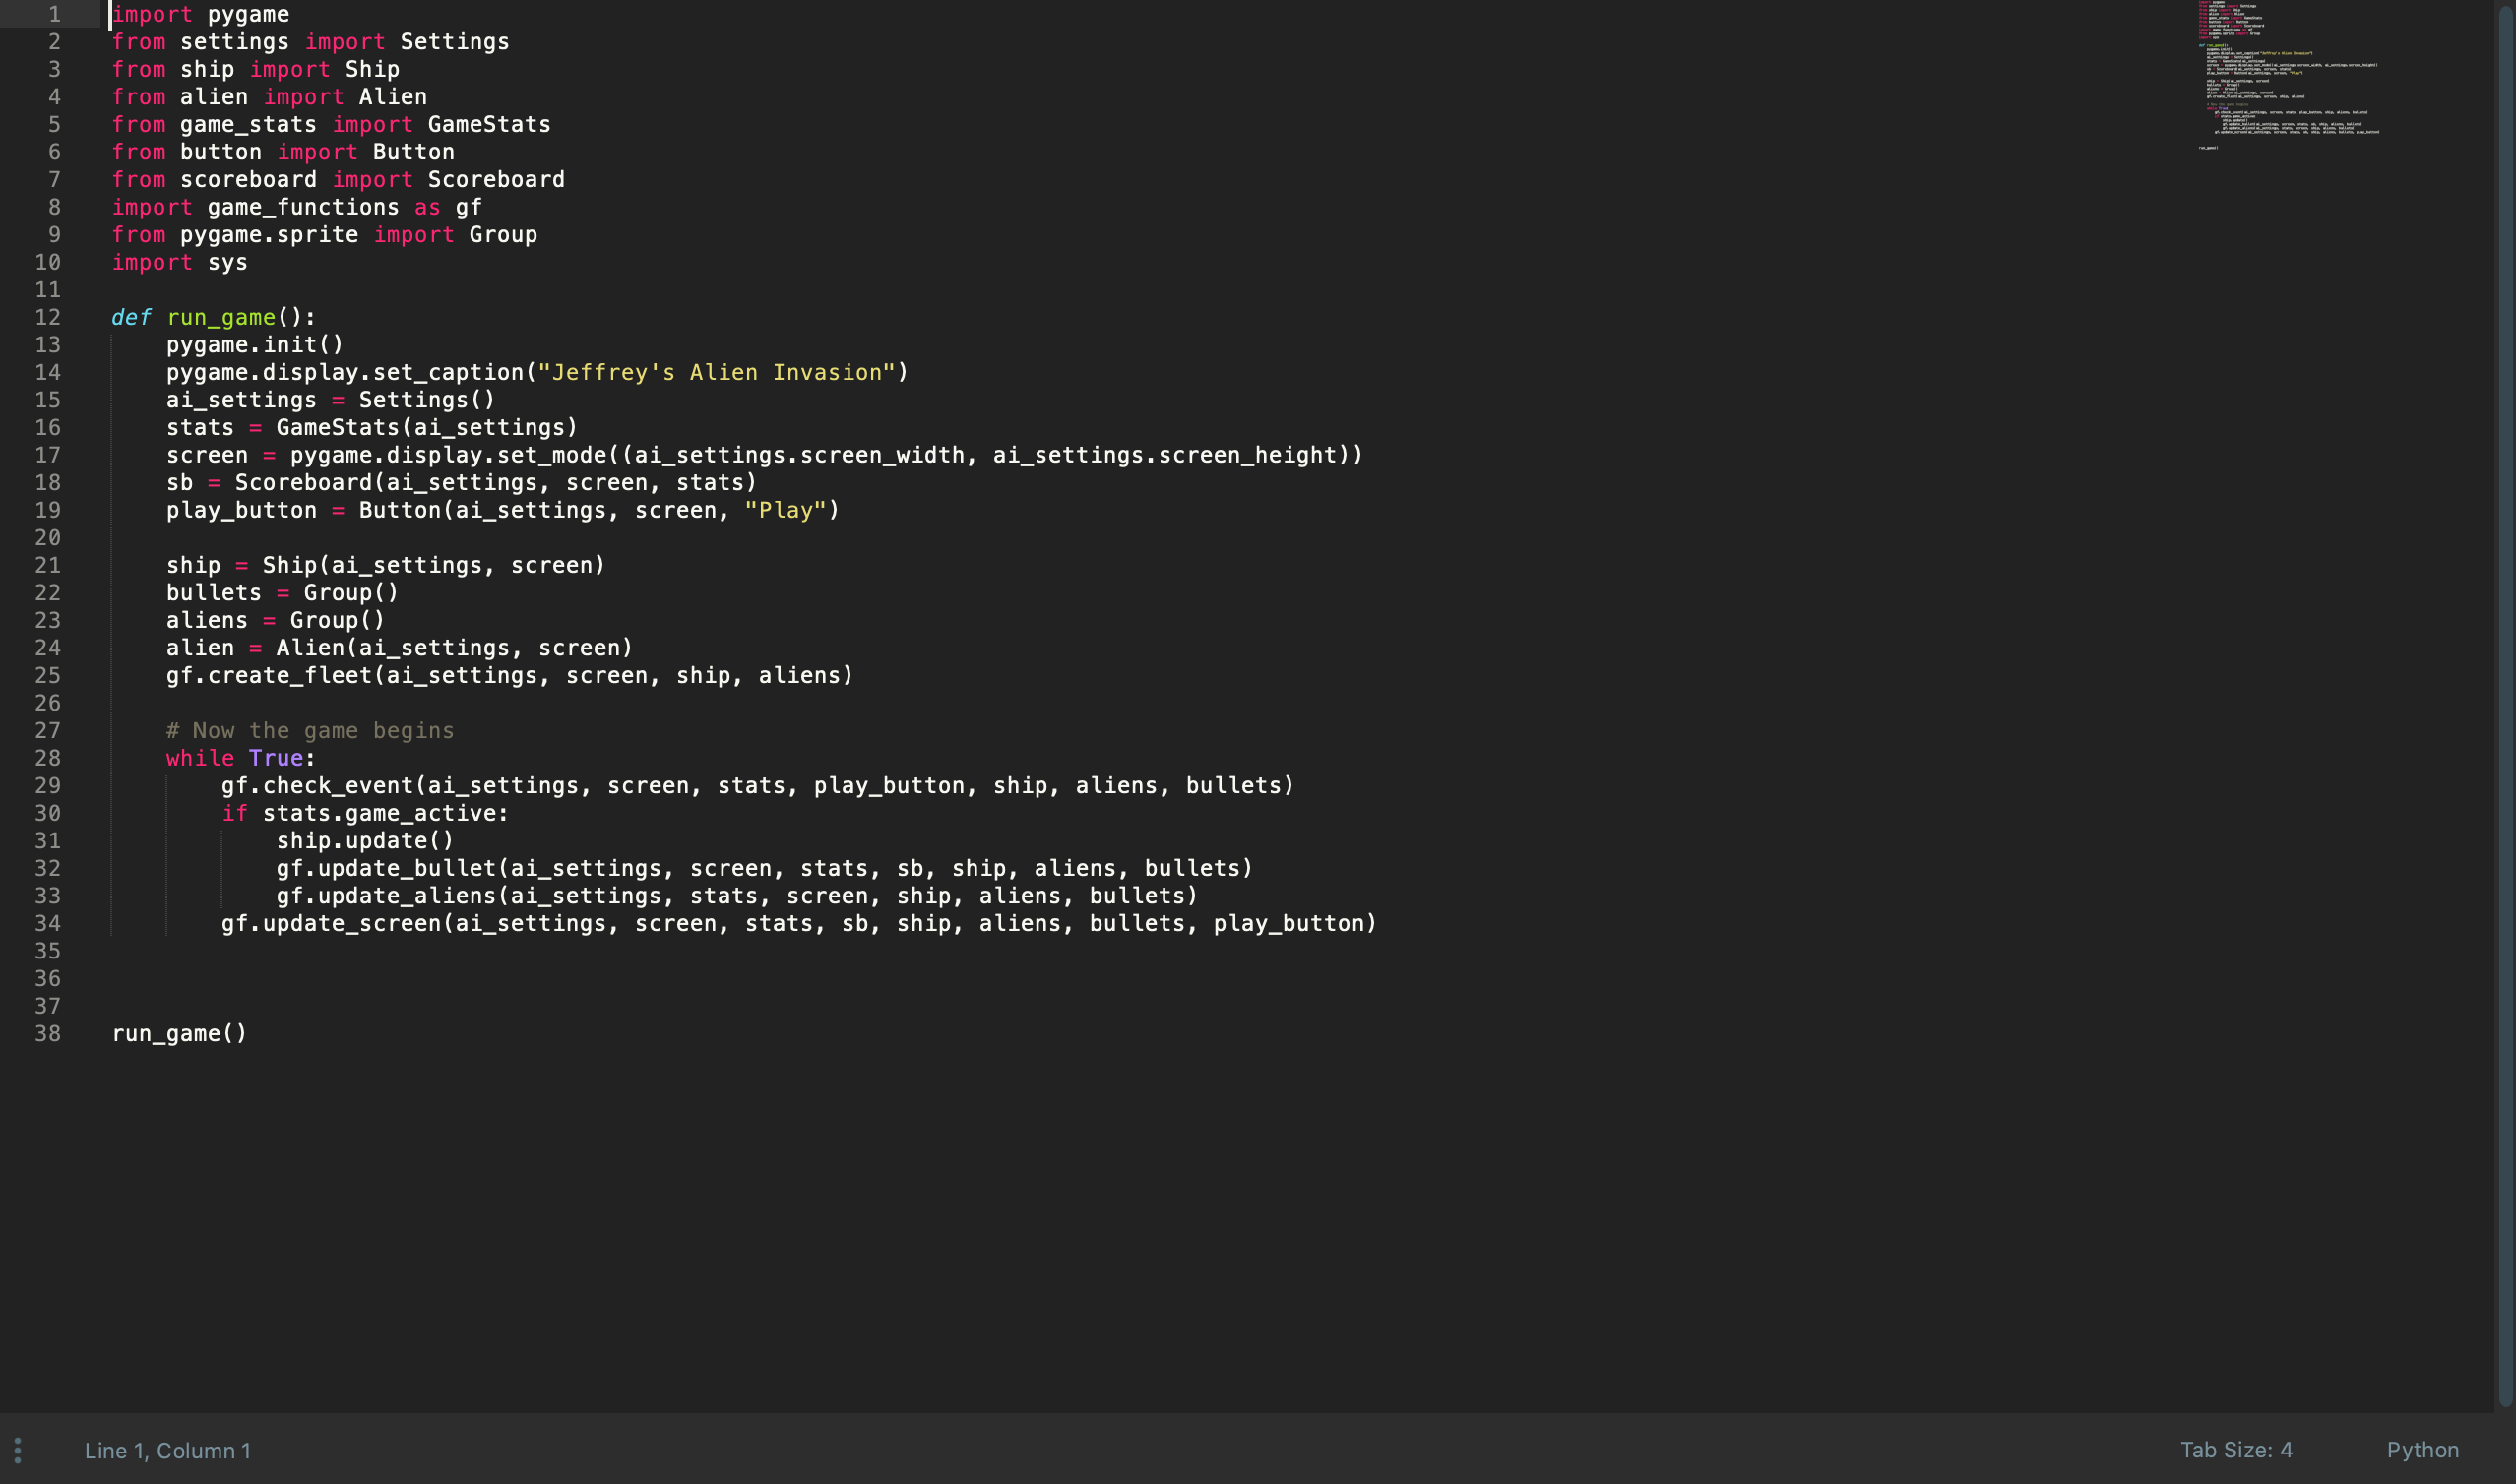 1 import pygame
2 from settings import Settings
3 from ship import Ship
4 from alien import Alien
5 from game_stats import GameStats
6 from button import Button
7 from scoreboard import Scoreboard
8 import game_functions as gf
9 from pygame.sprite import Group
10 import sys
11
12 def run_game():
13     pygame.init()
14     pygame.display.set_caption("Jeffrey's Alien Invasion")
15     ai_settings = Settings()
16     stats = GameStats(ai_settings)
17     screen = pygame.display.set_mode((ai_settings.screen_width, ai_settings.screen_height))
18     sb = Scoreboard(ai_settings, screen, stats)
19     play_button = Button(ai_settings, screen, "Play")
20
21     ship = Ship(ai_settings, screen)
22     bullets = Group()
23     aliens = Group()
24     alien = Alien(ai_settings, screen)
25     gf.create_fleet(ai_settings, screen, ship, aliens)
26
27     # Now the game begins
28     while True:
29         gf.check_event(ai_settings, screen, stats, play_button, ship, aliens, bullets)
30         if stats.game_active:
31             ship.update()
32             gf.update_bullet(ai_settings, screen, stats, sb, ship, aliens, bullets)
33             gf.update_aliens(ai_settings, stats, screen, ship, aliens, bullets)
34         gf.update_screen(ai_settings, screen, stats, sb, ship, aliens, bullets, play_button)
35
36
37
38 run_game()
Line 1, Column 1
Tab Size: 4
Python